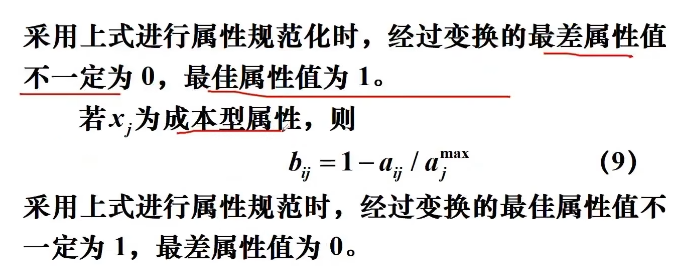 采用上式进行属性规范化时，经过变换的最差属性值
不一定为 0，最佳属性值为 1。
若 x_j 为成本型属性，则
b_{ij} = 1 - a_{ij} / a_j^{max} (9)
采用上式进行属性规范时，经过变换的最佳属性值不
一定为 1，最差属性值为 0。